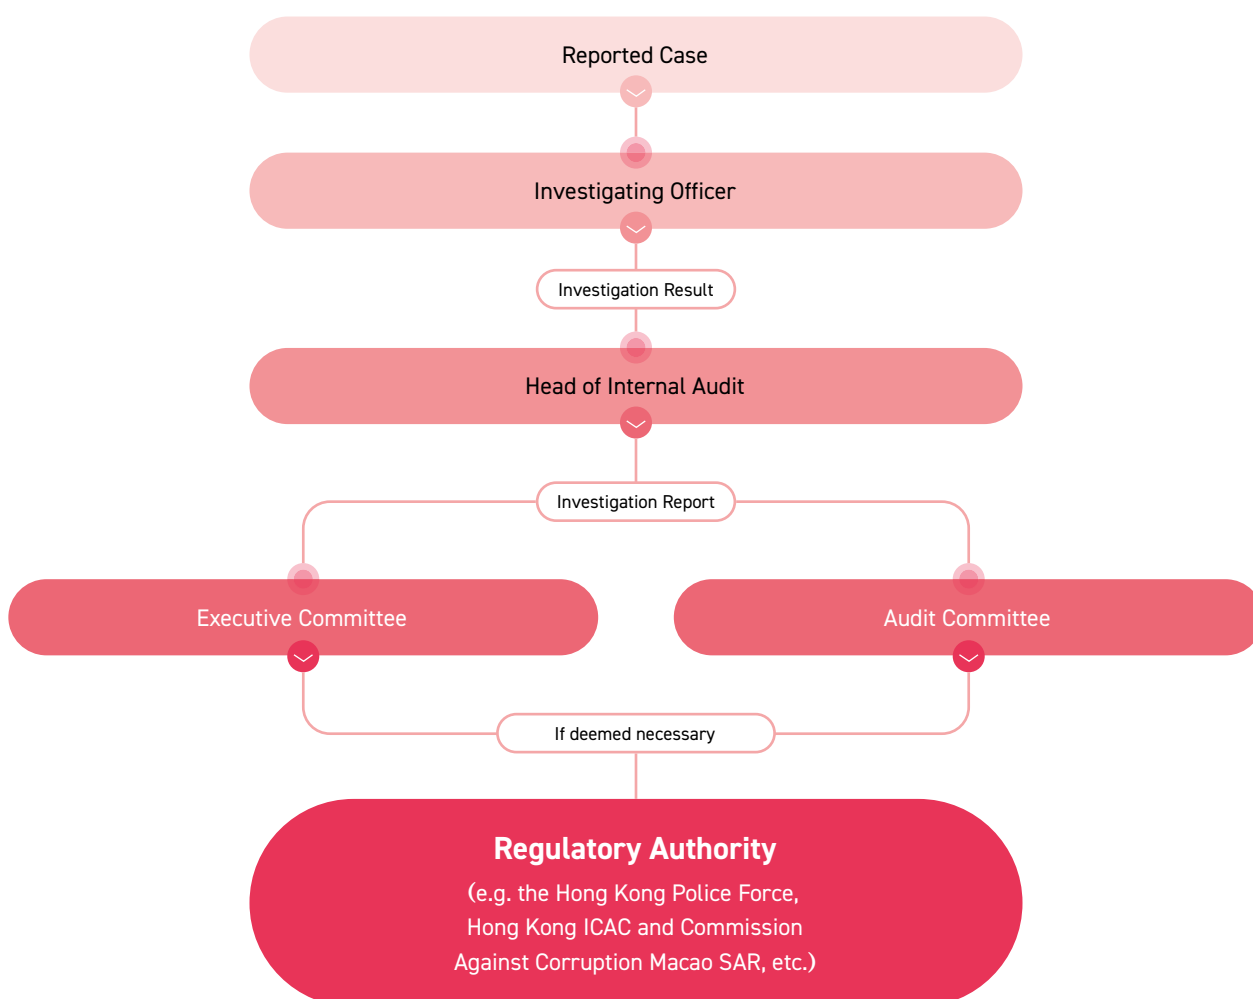 Reported Case
Investigating Officer
Investigation Result
Head of Internal Audit
Investigation Report
Executive Committee
Audit Committee
If deemed necessary
Regulatory Authority
(e.g. the Hong Kong Police Force,
Hong Kong ICAC and Commission
Against Corruption Macao SAR, etc.)